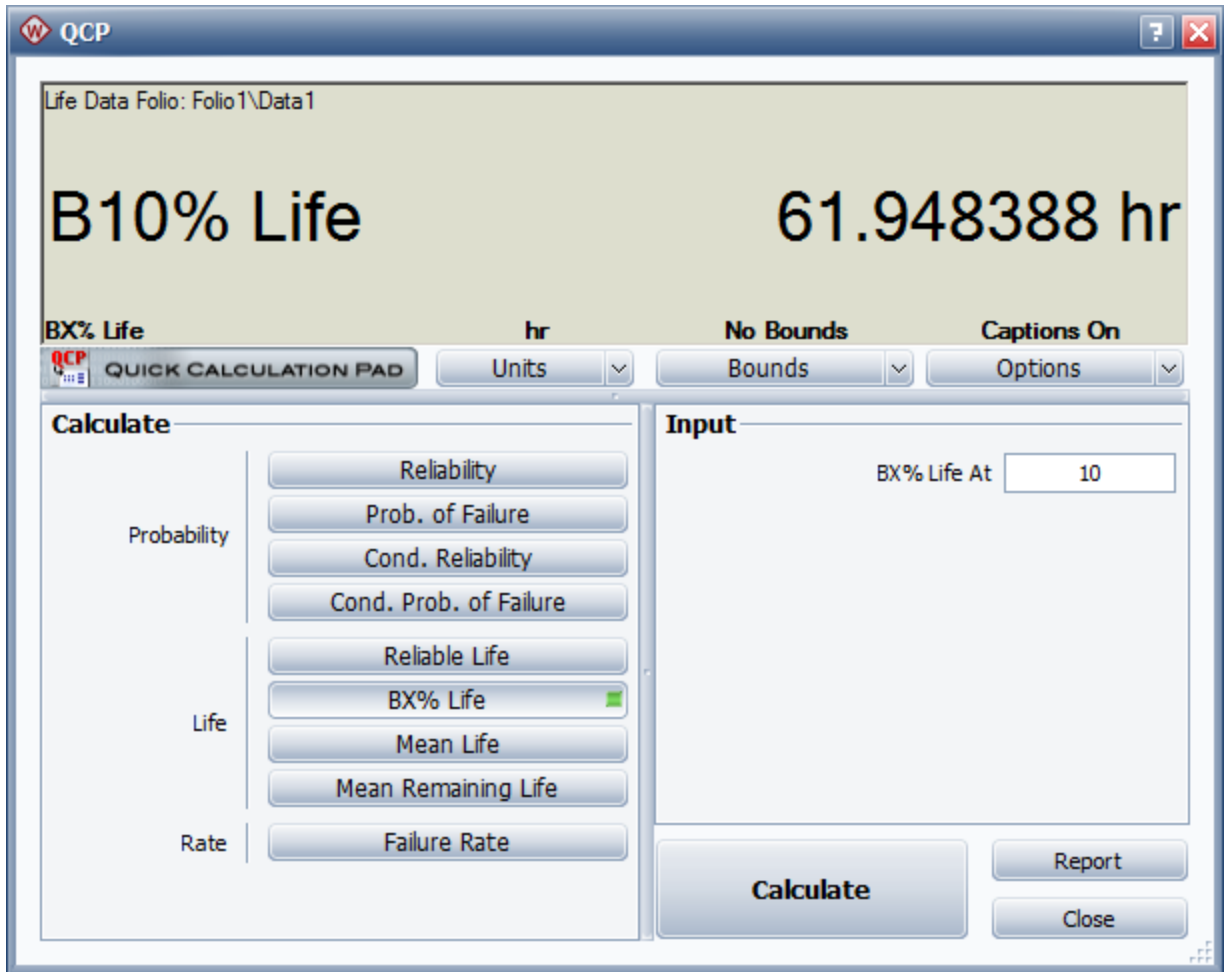 QCP
Life Data Folio: Folio1\Data1
B10% Life 61.948388 hr
BX% Life hr No Bounds Captions On
QCP QUICK CALCULATION PAD Units Bounds Options
Calculate
Probability
Reliability
Prob. of Failure
Cond. Reliability
Cond. Prob. of Failure
Life
Reliable Life
BX% Life
Mean Life
Mean Remaining Life
Rate
Failure Rate
Input
BX% Life At 10
Calculate
Report
Close